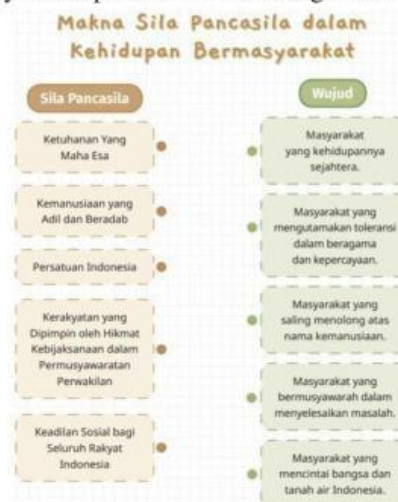 Makna Sila Pancasila dalam
Kehidupan Bermasyarakat
Sila Pancasila
Ketuhanan Yang
Maha Esa
Kemanusiaan yang
Adil dan Beradab
Persatuan Indonesia
Kerakyatan yang
Dipimpin oleh Hikmat
Kebijaksanaan dalam
Permusyawaratan
Perwakilan
Keadilan Sosial bagi
Seluruh Rakyat
Indonesia
Wujud
Masyarakat
yang kehidupannya
sejahtera.
Masyarakat yang
mengutamakan toleransi
dalam beragama
dan kepercayaan.
Masyarakat yang
saling menolong atas
nama kemanusiaan.
Masyarakat yang
bermusyawarah dalam
menyelesaikan masalah.
Masyarakat yang
mencintai bangsa dan
tanah air Indonesia.